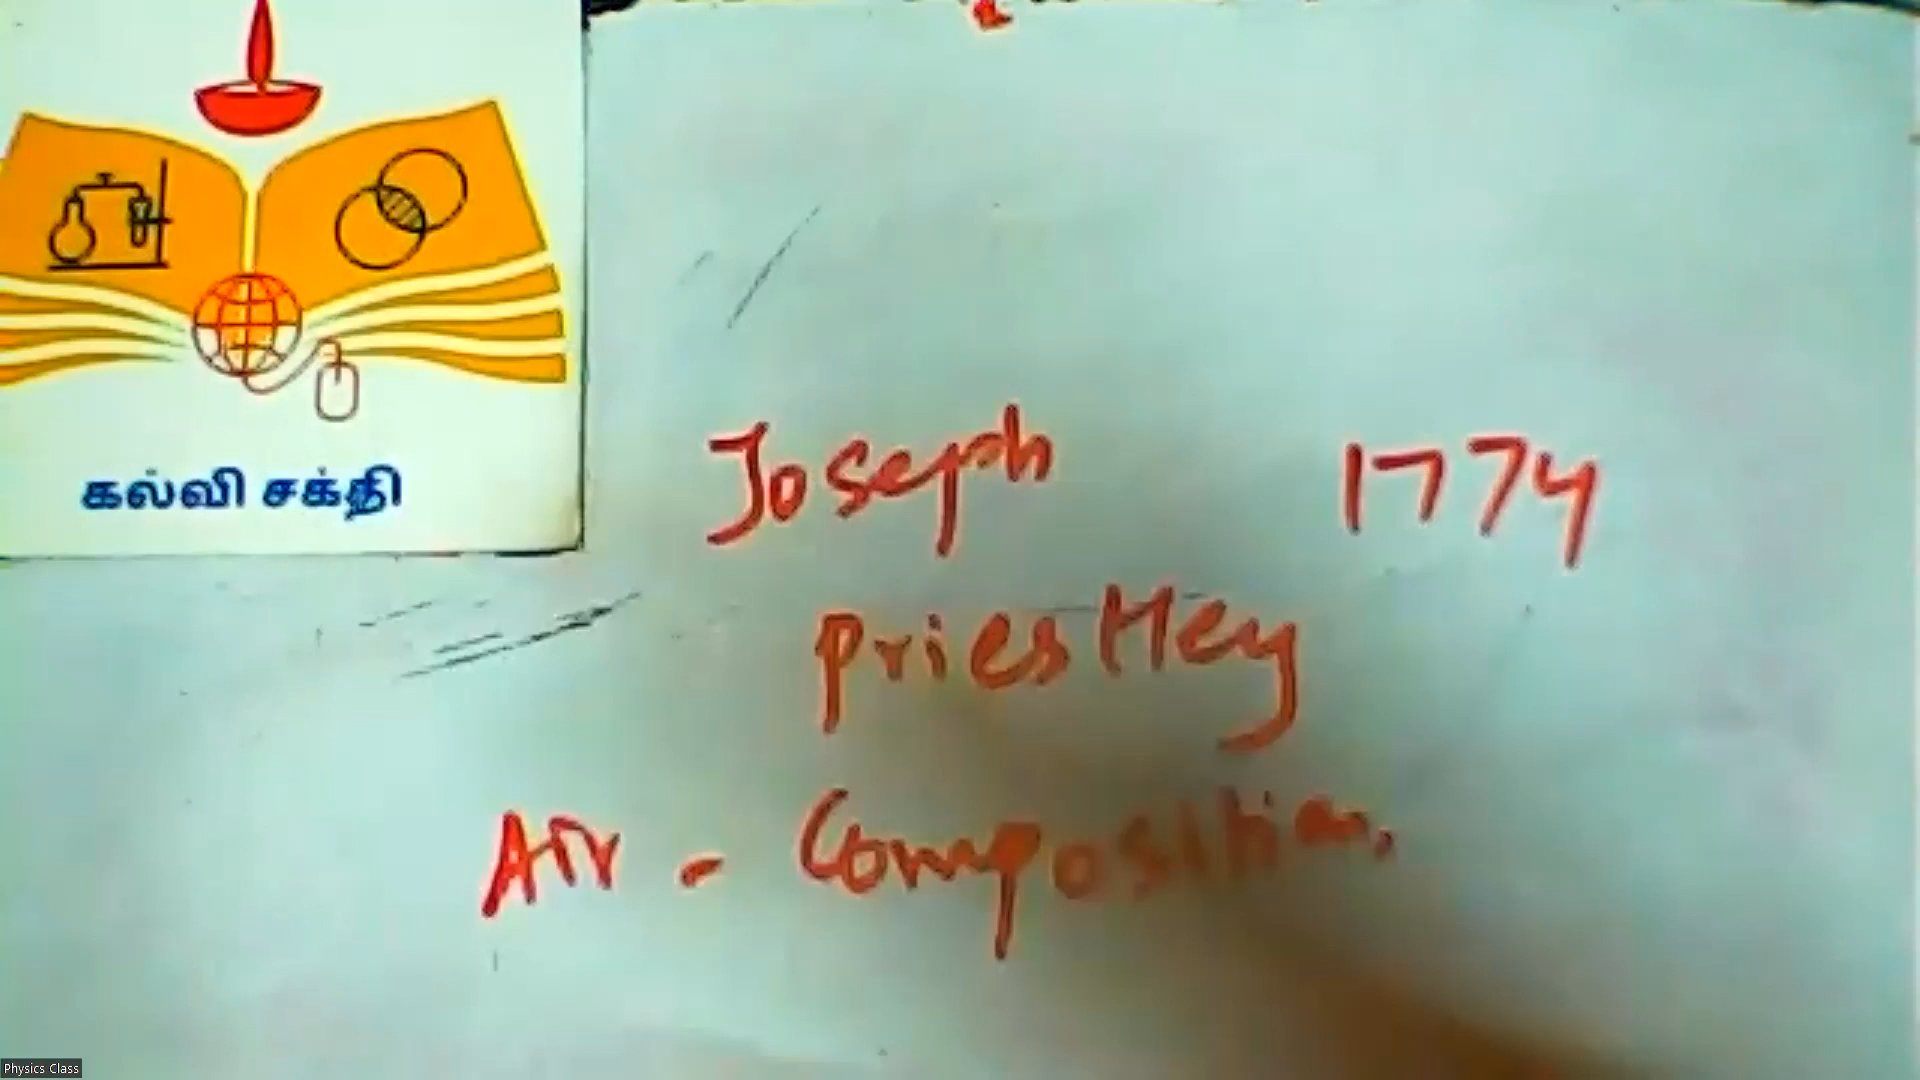 கல்வி சக்தி
Joseph 1774
Priestley
Air - Composition.
Physics Class